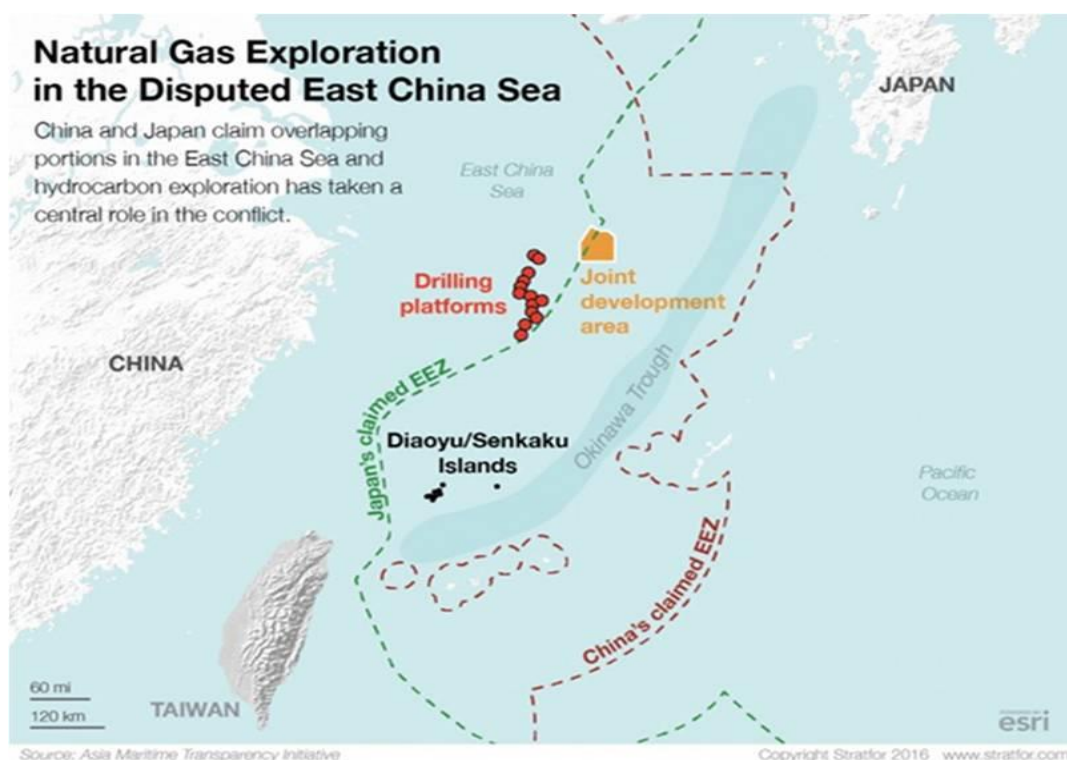 Natural Gas Exploration
in the Disputed East China Sea
China and Japan claim overlapping
portions in the East China Sea and
hydrocarbon exploration has taken a
central role in the conflict.
JAPAN
East China
Sea
Drilling
platforms
Joint
development
area
CHINA
Japan's claimed EEZ
Okinawa Trough
Diaoyu/Senkaku
Islands
Pacific
Ocean
China's claimed EEZ
60 mi
120 km
TAIWAN
esri
Source: Asia Maritime Transparency Initiative
Copyright Stratfor 2016 www.stratfor.com